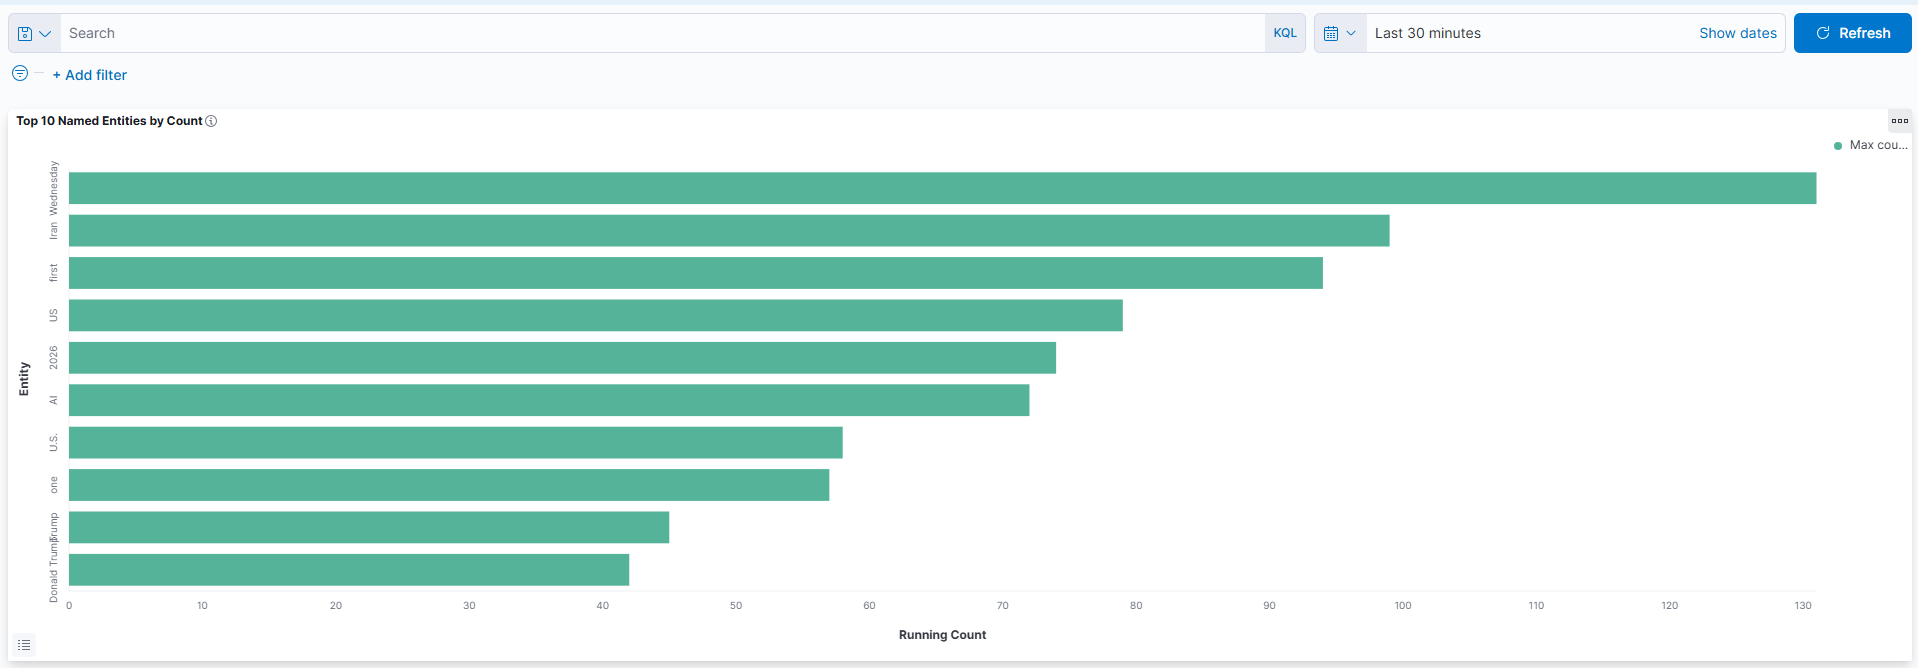 Search KQL Last 30 minutes Show dates Refresh
+ Add filter
Top 10 Named Entities by Count
Max cou...
Wednesday
Iran
first
US
2026
AI
U.S.
one
Trump
Donald Trump
Entity
0 10 20 30 40 50 60 70 80 90 100 110 120 130
Running Count